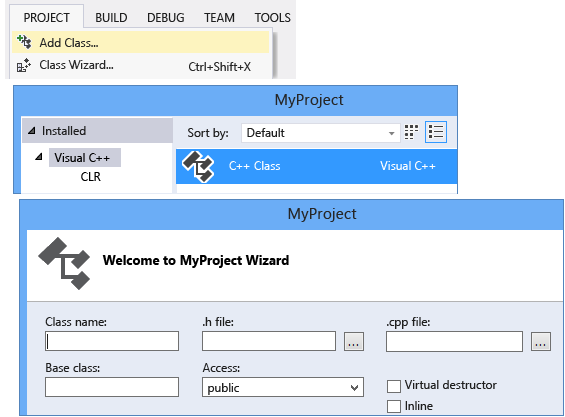 PROJECT BUILD DEBUG TEAM TOOLS
Add Class...
Class Wizard... Ctrl+Shift+X
MyProject
Installed
Sort by: Default
Visual C++
C++ Class Visual C++
CLR
MyProject
Welcome to MyProject Wizard
Class name: .h file: .cpp file:
... ...
Base class: Access:
public
Virtual destructor
Inline